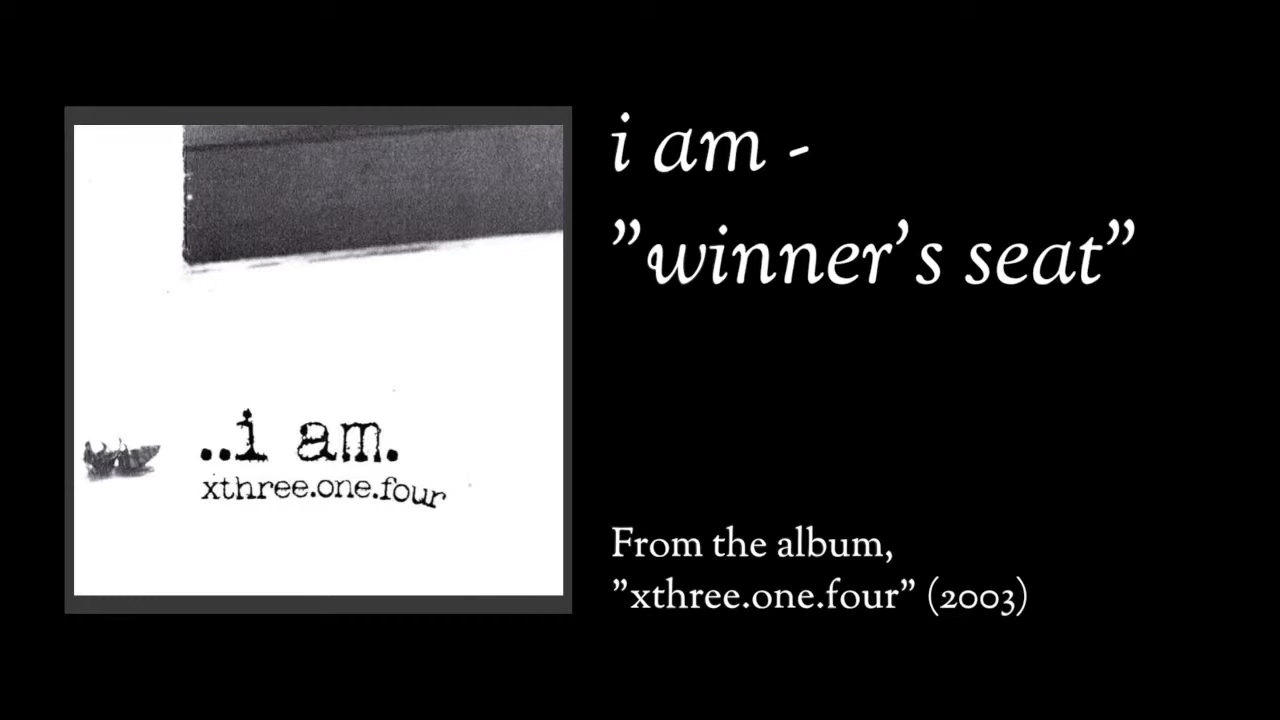 ..i am.
xthree.one.four
i am -
”winner’s seat”
From the album,
”xthree.one.four” (2003)